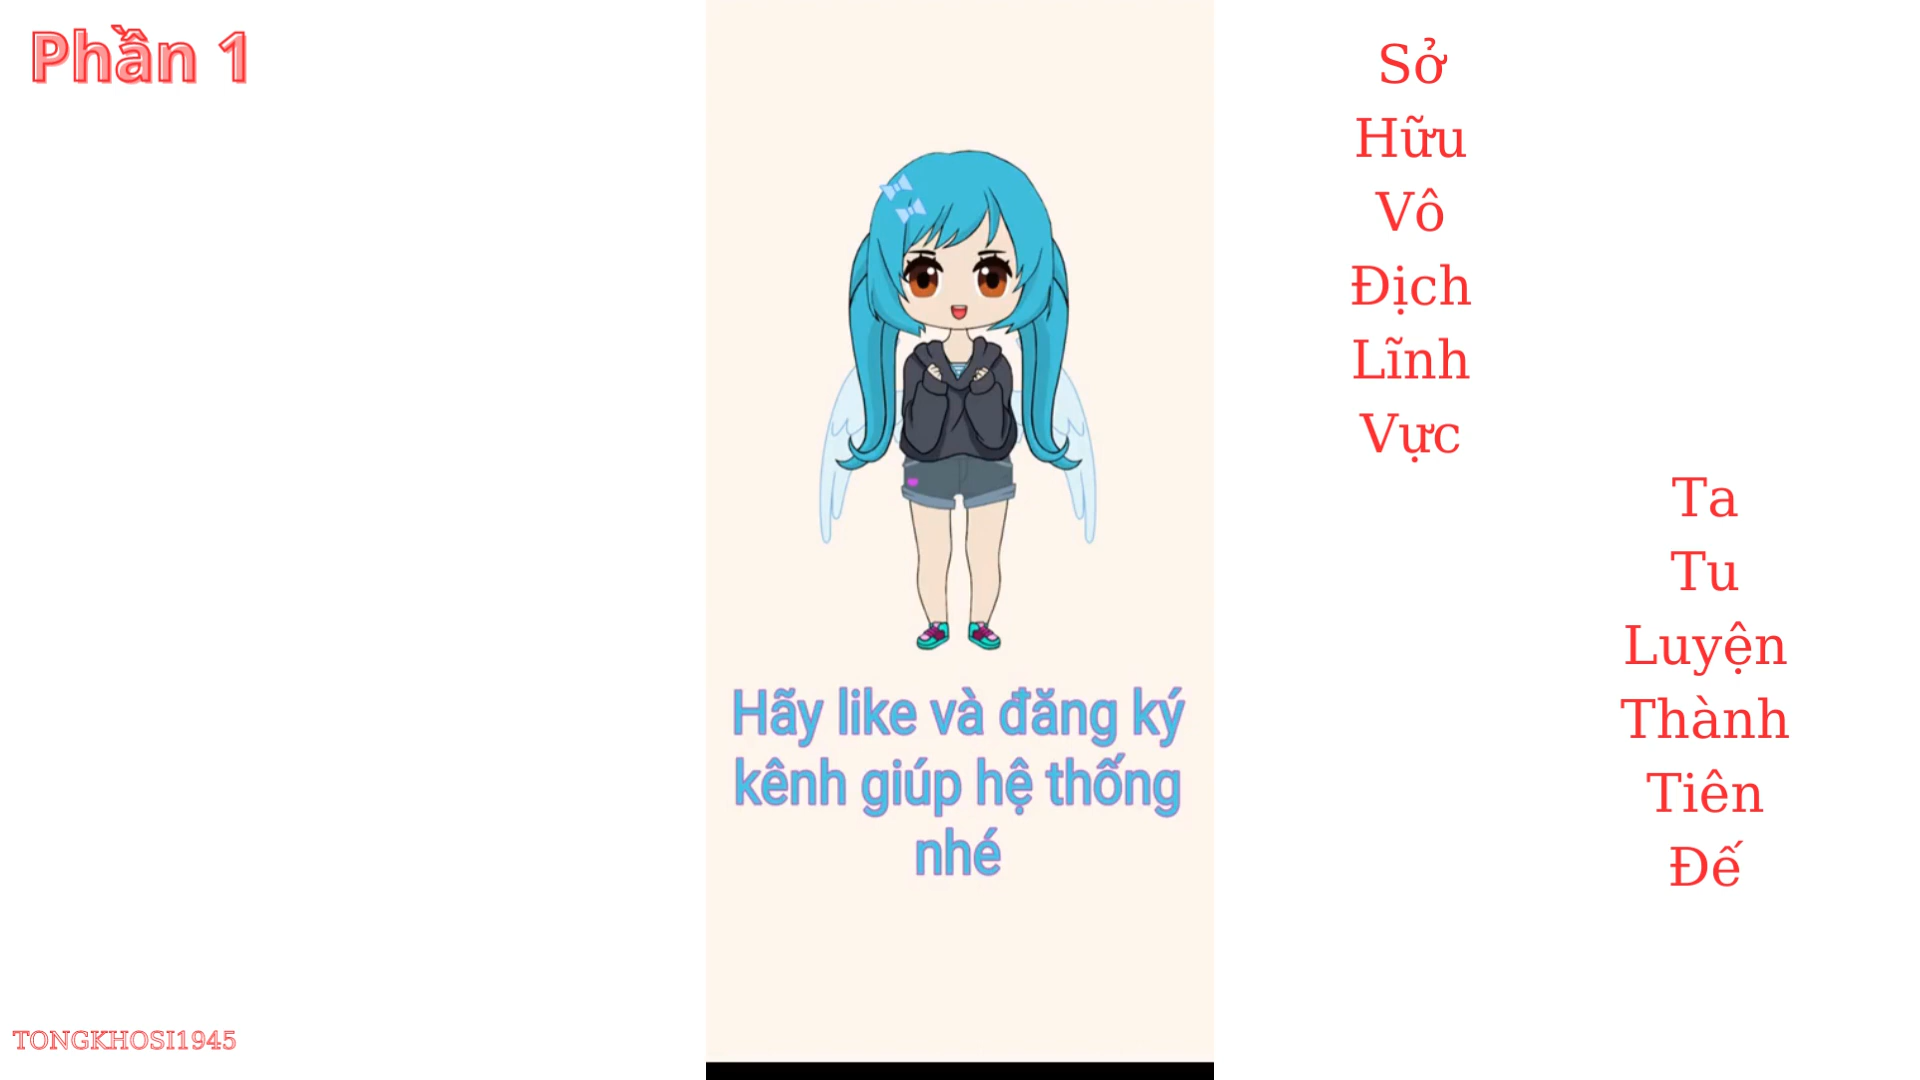 Phần 1
Sở
Hữu
Vô
Địch
Lĩnh
Vực
Ta
Tu
Luyện
Thành
Tiên
Đế
Hãy like và đăng ký
kênh giúp hệ thống
nhé
TONGKHOSI1945